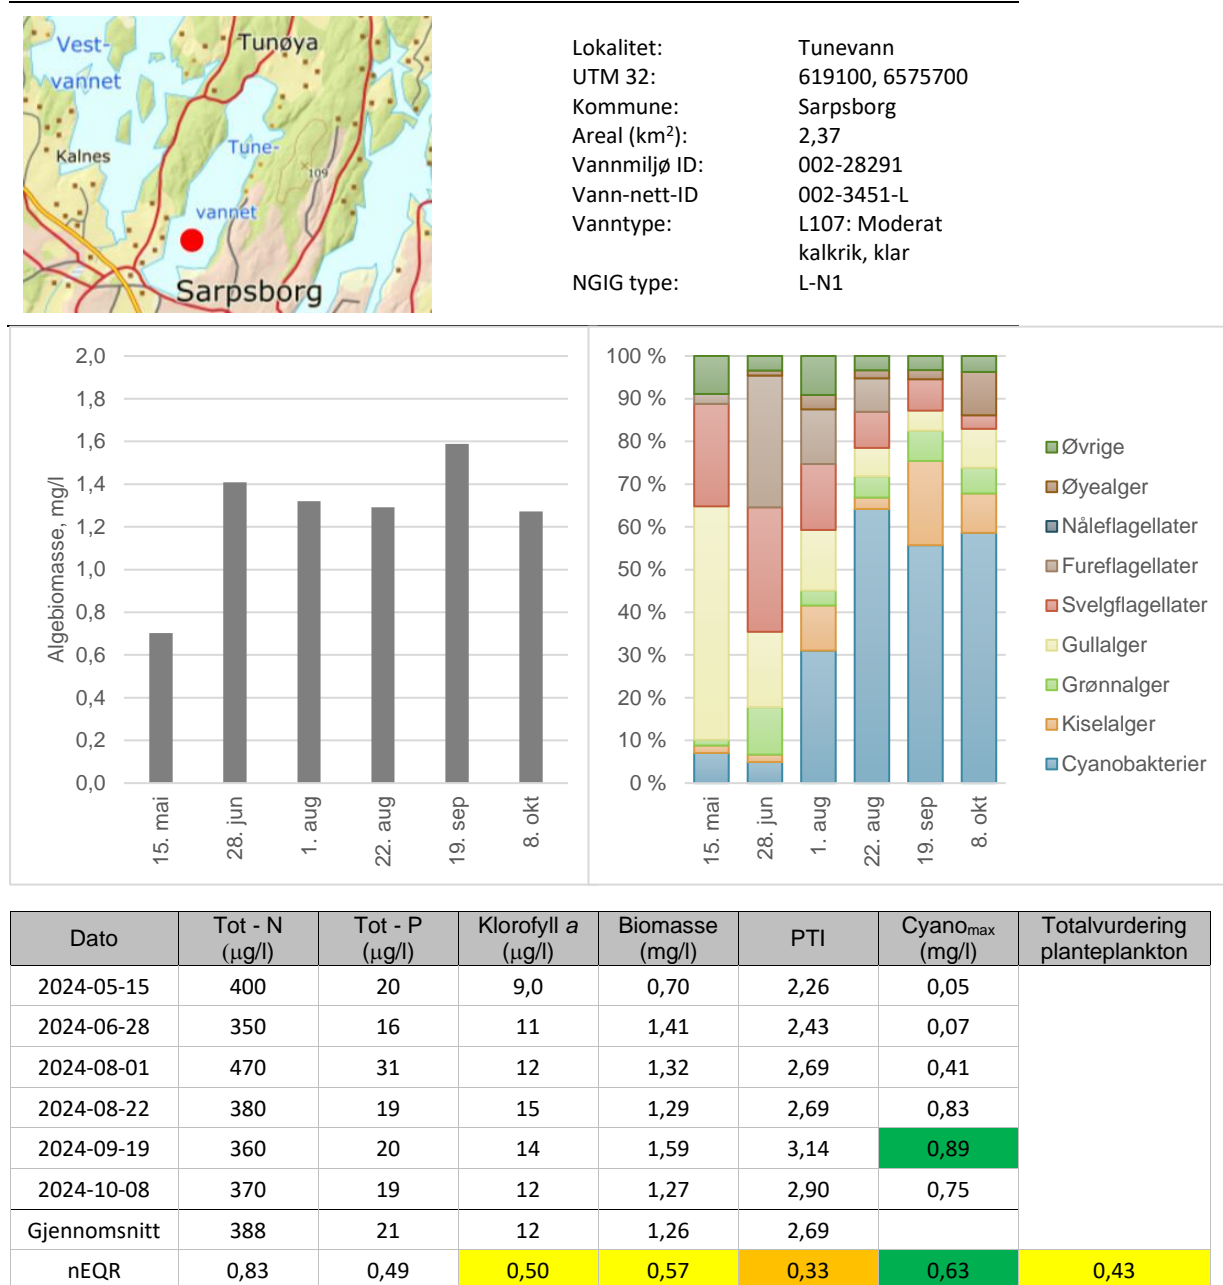 Vest-
vannet
Tunøya
Kalnes
Tune-
vannet
109
Sarpsborg
Lokalitet: Tunevann
UTM 32: 619100, 6575700
Kommune: Sarpsborg
Areal (km²): 2,37
Vannmiljø ID: 002-28291
Vann-nett-ID 002-3451-L
Vanntype: L107: Moderat
kalkrik, klar
NGIG type: L-N1
Algebiomasse, mg/l
2,0
1,8
1,6
1,4
1,2
1,0
0,8
0,6
0,4
0,2
0,0
15. mai
28. jun
1. aug
22. aug
19. sep
8. okt
100 %
90 %
80 %
70 %
60 %
50 %
40 %
30 %
20 %
10 %
0 %
15. mai
28. jun
1. aug
22. aug
19. sep
8. okt
Øvrige
Øyealger
Nåleflagellater
Fureflagellater
Svelgflagellater
Gullalger
Grønnalger
Kiselalger
Cyanobakterier
Dato Tot - N (µg/l) Tot - P (µg/l) Klorofyll a (µg/l) Biomasse (mg/l) PTI Cyanomax (mg/l) Totalvurdering planteplankton
2024-05-15 400 20 9,0 0,70 2,26 0,05
2024-06-28 350 16 11 1,41 2,43 0,07
2024-08-01 470 31 12 1,32 2,69 0,41
2024-08-22 380 19 15 1,29 2,69 0,83
2024-09-19 360 20 14 1,59 3,14 0,89
2024-10-08 370 19 12 1,27 2,90 0,75
Gjennomsnitt 388 21 12 1,26 2,69
nEQR 0,83 0,49 0,50 0,57 0,33 0,63 0,43